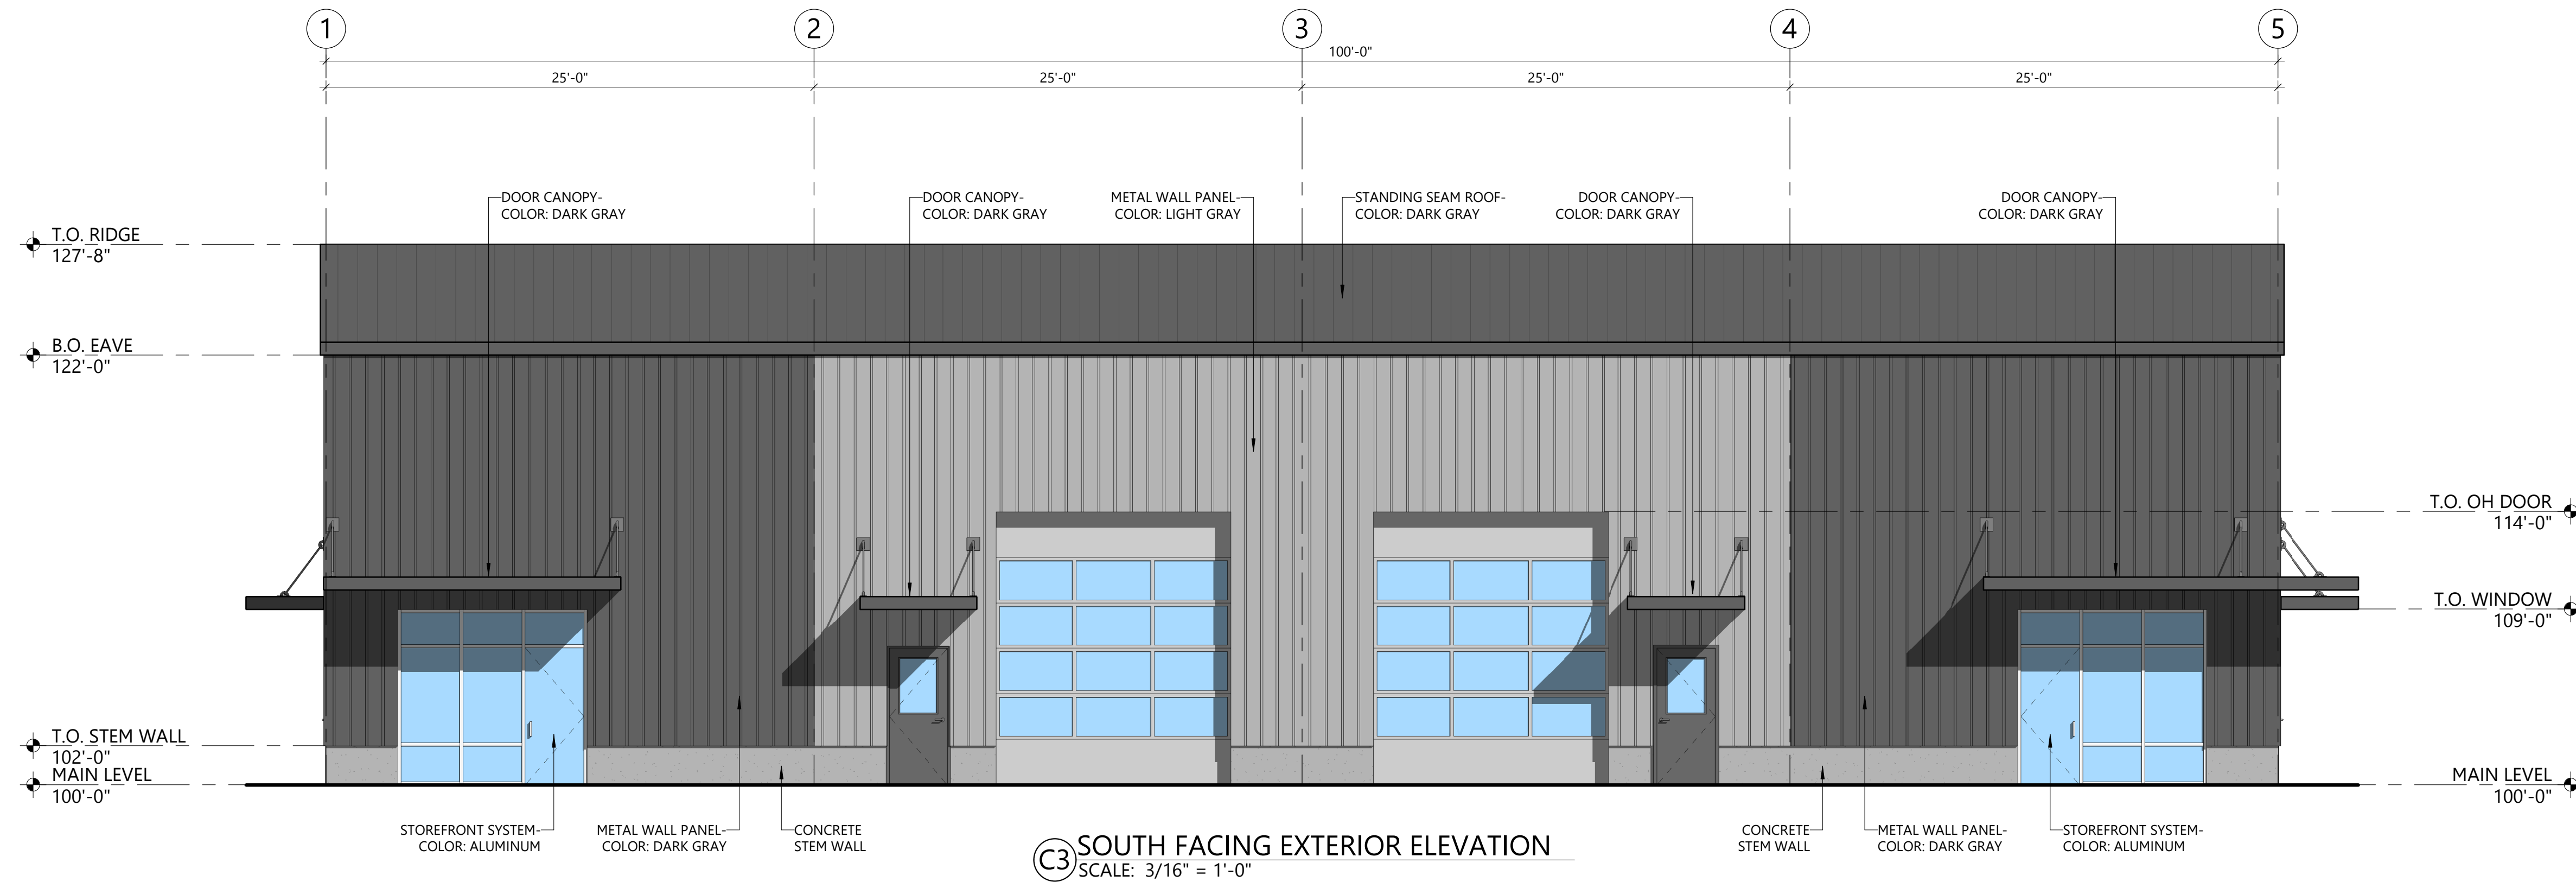 1
2
3
4
5
100'-0"
25'-0"
25'-0"
25'-0"
25'-0"
DOOR CANOPY-
COLOR: DARK GRAY
DOOR CANOPY-
COLOR: DARK GRAY
METAL WALL PANEL-
COLOR: LIGHT GRAY
STANDING SEAM ROOF-
COLOR: DARK GRAY
DOOR CANOPY-
COLOR: DARK GRAY
DOOR CANOPY-
COLOR: DARK GRAY
T.O. RIDGE
127'-8"
B.O. EAVE
122'-0"
T.O. OH DOOR
114'-0"
T.O. WINDOW
109'-0"
T.O. STEM WALL
102'-0"
MAIN LEVEL
100'-0"
MAIN LEVEL
100'-0"
STOREFRONT SYSTEM-
COLOR: ALUMINUM
METAL WALL PANEL-
COLOR: DARK GRAY
CONCRETE
STEM WALL
CONCRETE
STEM WALL
METAL WALL PANEL-
COLOR: DARK GRAY
STOREFRONT SYSTEM-
COLOR: ALUMINUM
C3
SOUTH FACING EXTERIOR ELEVATION
SCALE: 3/16" = 1'-0"